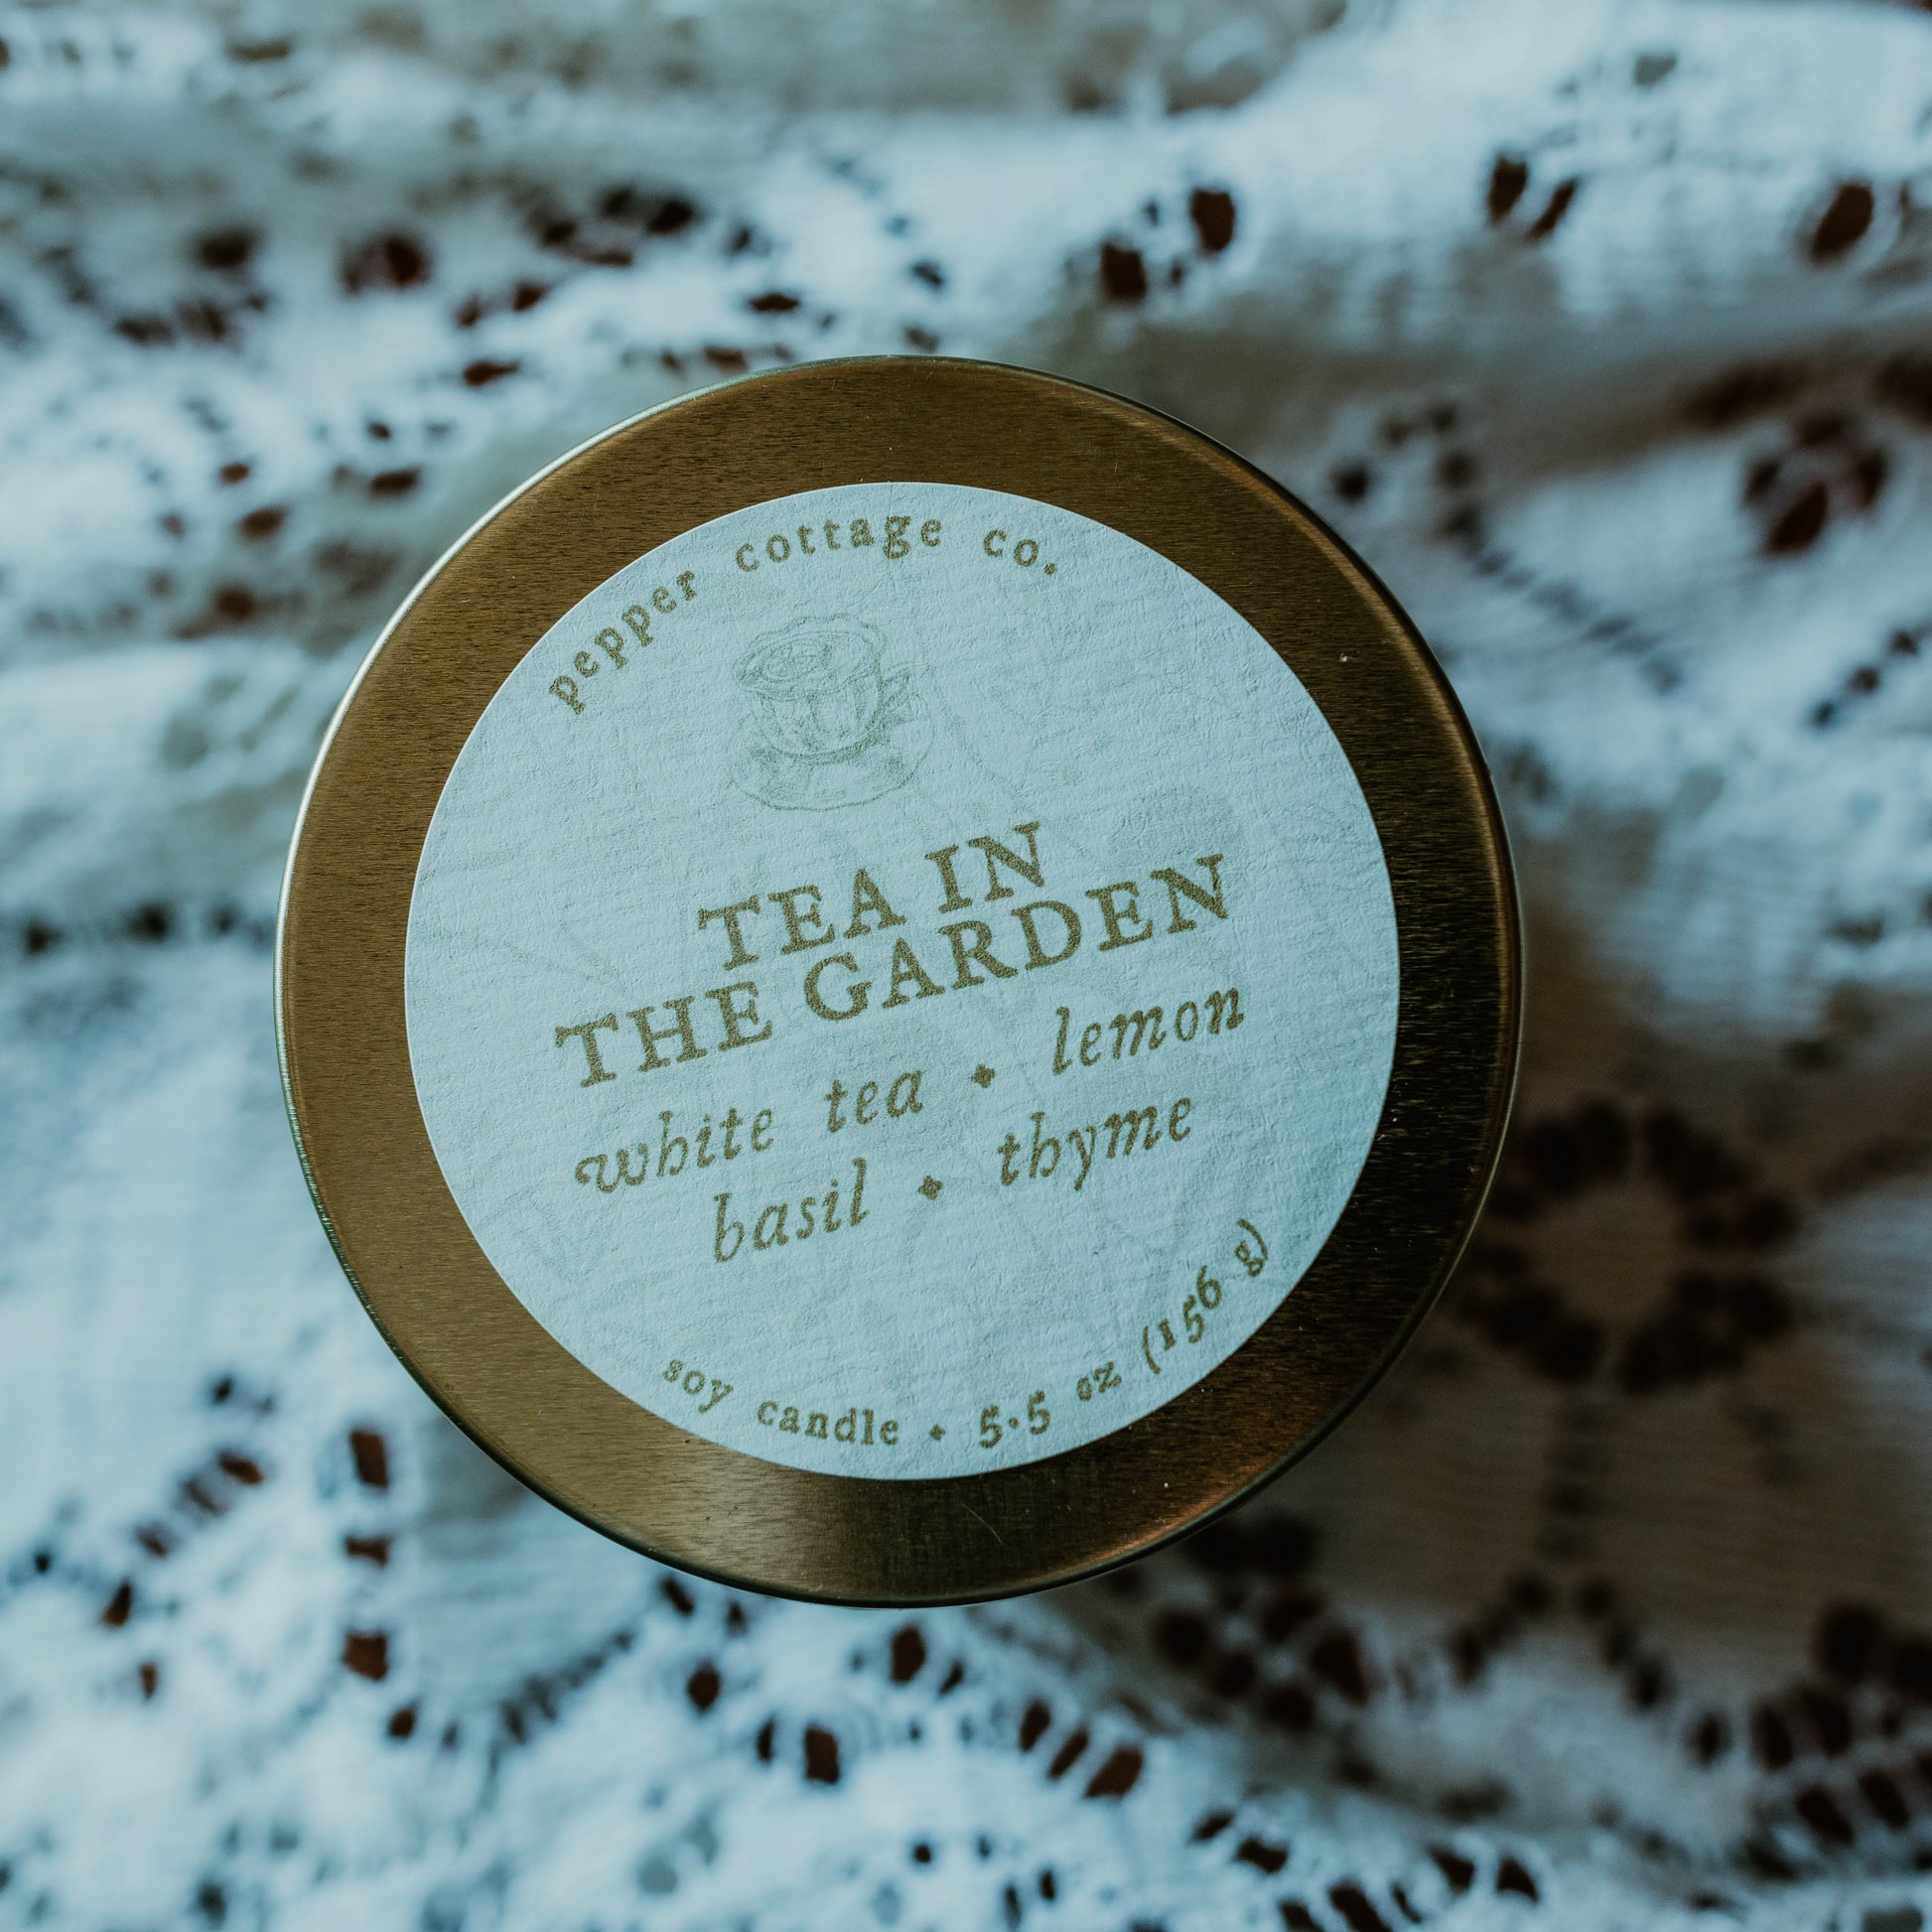 pepper cottage co.
TEA IN
THE GARDEN
white tea ✦ lemon
basil ✦ thyme
soy candle ✦ 5.5 oz (156 g)